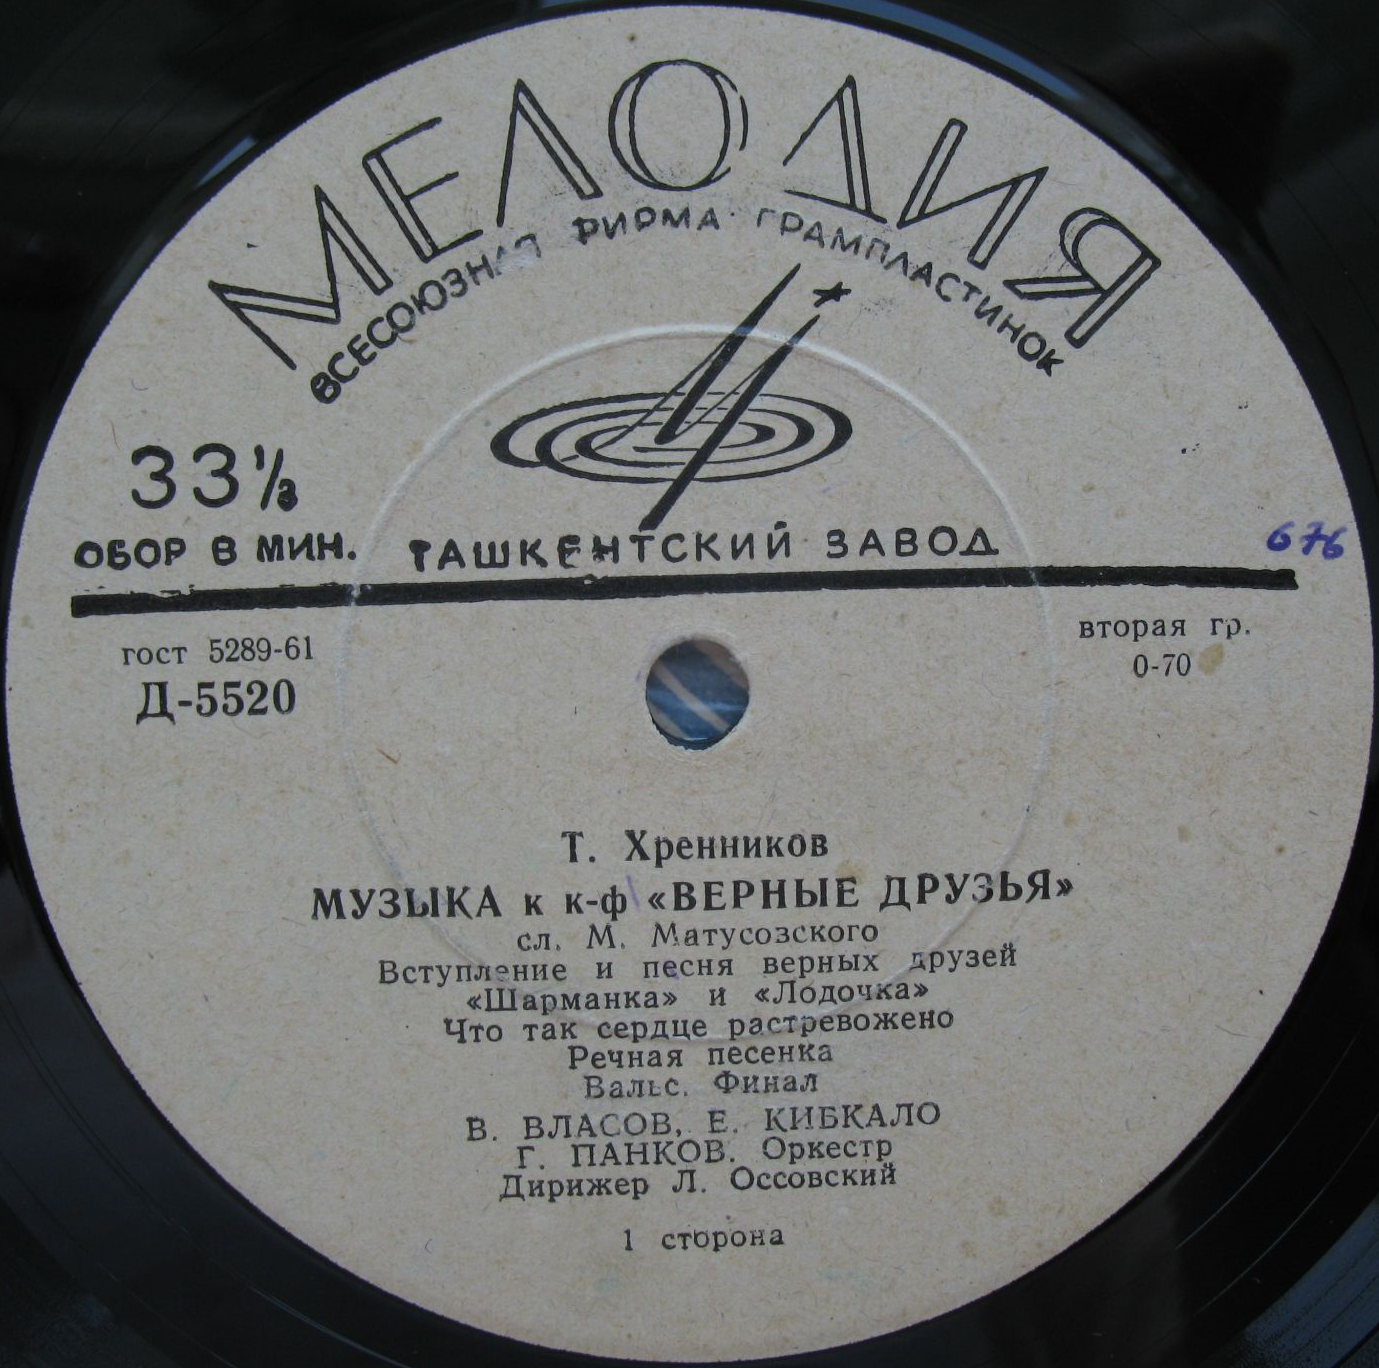 МЕЛОДИЯ
ВСЕСОЮЗНАЯ ФИРМА ГРАМПЛАСТИНОК
33⅓
ОБОР В МИН. ТАШКЕНТСКИЙ ЗАВОД
676
гост 5289-61
Д-5520
вторая гр.
0-70
Т. Хренников
МУЗЫКА к к-ф «ВЕРНЫЕ ДРУЗЬЯ»
сл. М. Матусозского
Вступление и песня верных друзей
«Шарманка» и «Лодочка»
Что так сердце растревожено
Речная песенка
Вальс. Финал
В. ВЛАСОВ, Е. КИБКАЛО
Г. ПАНКОВ. Оркестр
Дирижер Л. Оссовский
1 сторона